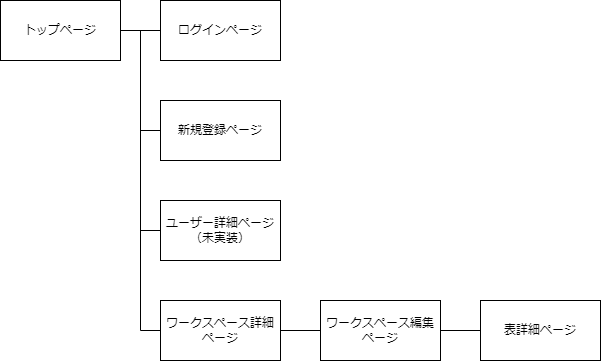 トップページ
ログインページ
新規登録ページ
ユーザー詳細ページ
（未実装）
ワークスペース詳細
ページ
ワークスペース編集
ページ
表詳細ページ